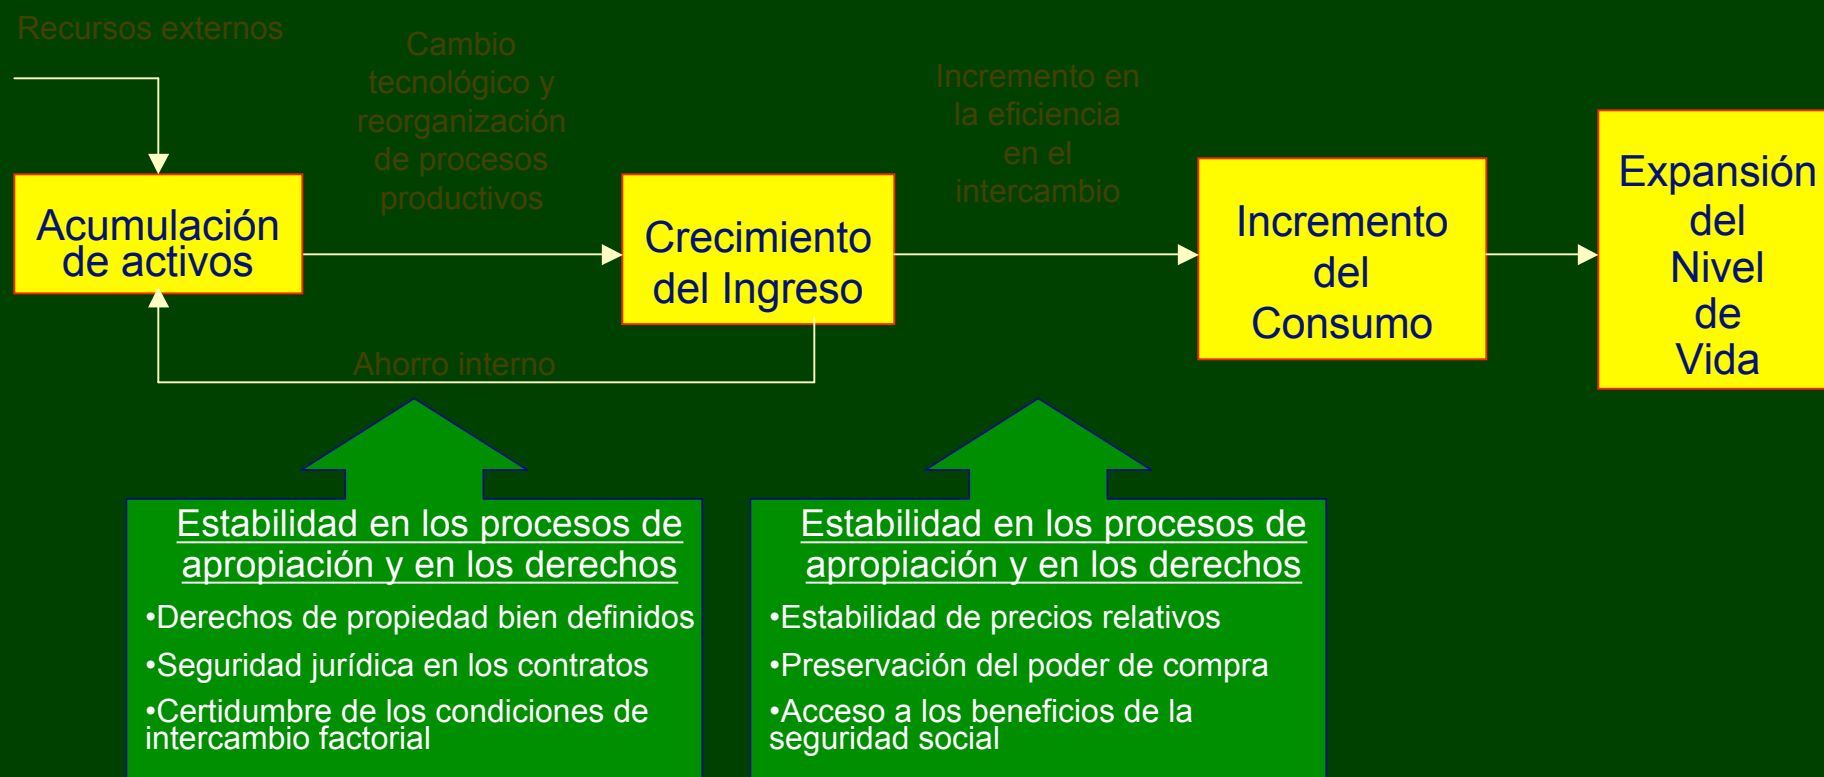 Recursos externos
Cambio
tecnológico y
reorganización
de procesos
productivos
Incremento en
la eficiencia
en el
intercambio
Acumulación
de activos
Crecimiento
del Ingreso
Incremento
del
Consumo
Expansión
del
Nivel
de
Vida
Ahorro interno
Estabilidad en los procesos de
apropiación y en los derechos
•Derechos de propiedad bien definidos
•Seguridad jurídica en los contratos
•Certidumbre de los condiciones de
intercambio factorial
Estabilidad en los procesos de
apropiación y en los derechos
•Estabilidad de precios relativos
•Preservación del poder de compra
•Acceso a los beneficios de la
seguridad social